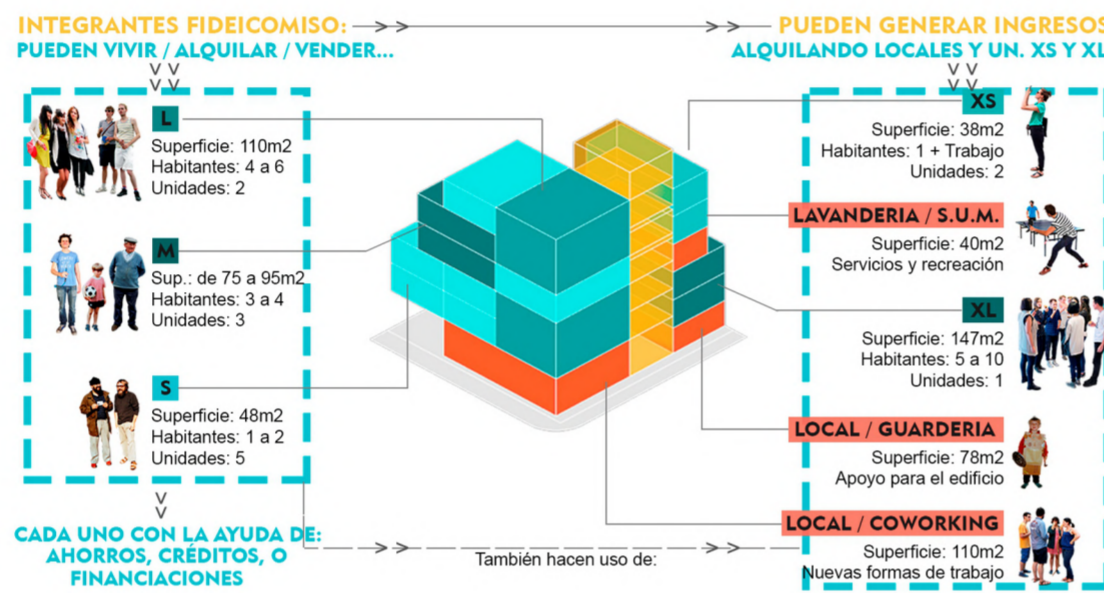 INTEGRANTES FIDEICOMISO:
PUEDEN VIVIR / ALQUILAR / VENDER...
L
Superficie: 110m2
Habitantes: 4 a 6
Unidades: 2
M
Sup.: de 75 a 95m2
Habitantes: 3 a 4
Unidades: 3
S
Superficie: 48m2
Habitantes: 1 a 2
Unidades: 5
CADA UNO CON LA AYUDA DE:
AHORROS, CRÉDITOS, O
FINANCIACIONES
También hacen uso de:
PUEDEN GENERAR INGRESOS
ALQUILANDO LOCALES Y UN. XS Y XL
XS
Superficie: 38m2
Habitantes: 1 + Trabajo
Unidades: 2
LAVANDERIA / S.U.M.
Superficie: 40m2
Servicios y recreación
XL
Superficie: 147m2
Habitantes: 5 a 10
Unidades: 1
LOCAL / GUARDERIA
Superficie: 78m2
Apoyo para el edificio
LOCAL / COWORKING
Superficie: 110m2
Nuevas formas de trabajo